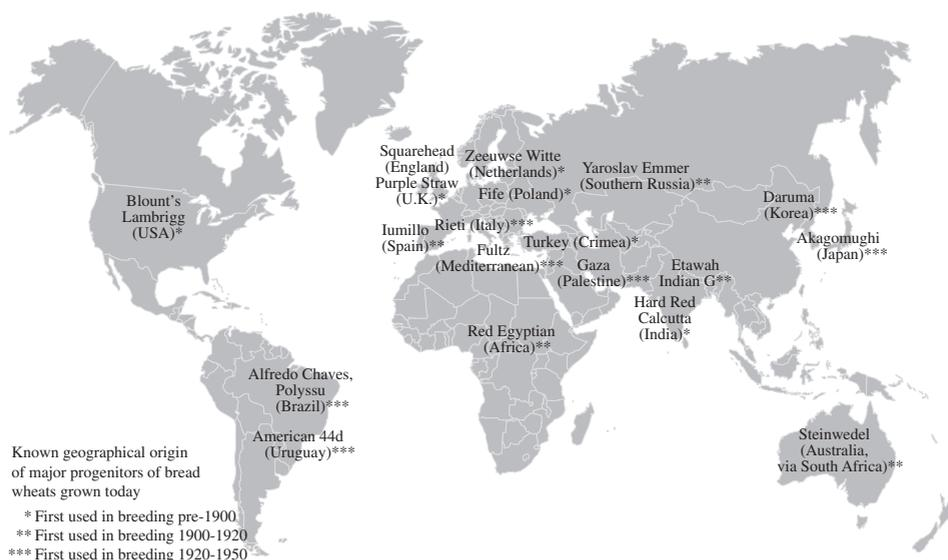 Squarehead
(England)
Purple Straw
(U.K.)*
Zeeuwse Witte
(Netherlands)*
Fife (Poland)*
Yaroslav Emmer
(Southern Russia)**
Daruma
(Korea)***
Akagomughi
(Japan)***
Blount's
Lambrigg
(USA)*
Iumillo
(Spain)**
Rieti (Italy)***
Fultz
(Mediterranean)***
Turkey (Crimea)*
Gaza
(Palestine)***
Etawah
Indian G**
Hard Red
Calcutta
(India)*
Red Egyptian
(Africa)**
Alfredo Chaves,
Polyssu
(Brazil)***
American 44d
(Uruguay)***
Steinwedel
(Australia,
via South Africa)**
Known geographical origin
of major progenitors of bread
wheats grown today
* First used in breeding pre-1900
** First used in breeding 1900-1920
*** First used in breeding 1920-1950